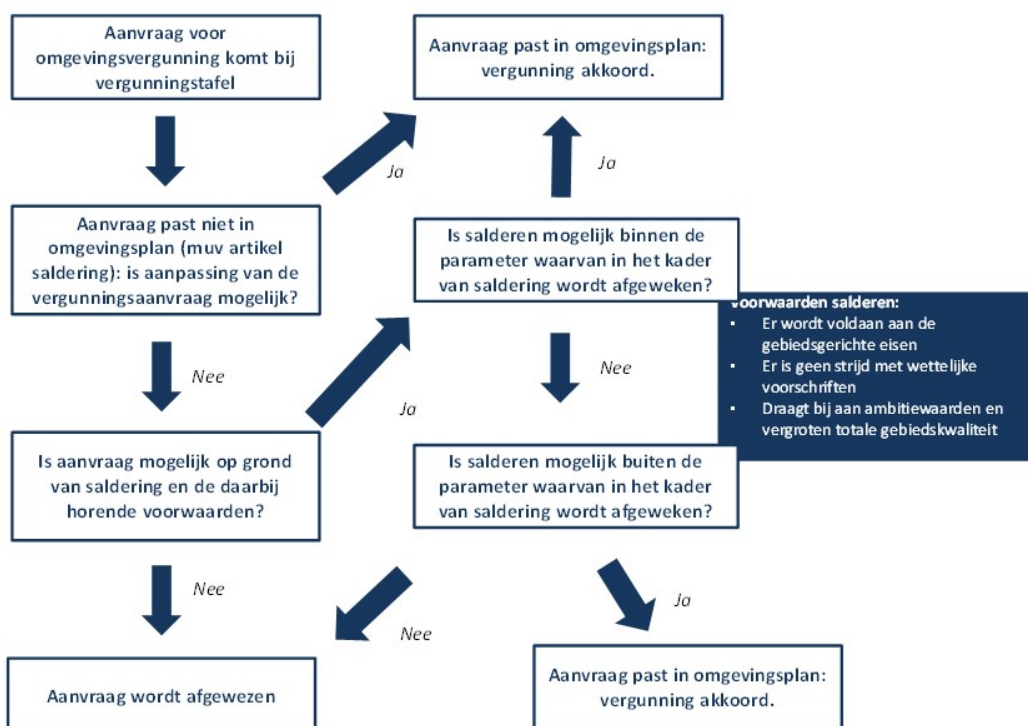 Aanvraag voor
omgevingsvergunning komt bij
vergunningstafel
Aanvraag past in omgevingsplan:
vergunning akkoord.
Ja
Ja
Aanvraag past niet in
omgevingsplan (muv artikel
saldering): is aanpassing van de
vergunningsaanvraag mogelijk?
Is salderen mogelijk binnen de
parameter waarvan in het kader
van saldering wordt afgeweken?
Voorwaarden salderen:
▪ Er wordt voldaan aan de
gebiedsgerichte eisen
▪ Er is geen strijd met wettelijke
voorschriften
▪ Draagt bij aan ambitiewaarden en
vergroten totale gebiedskwaliteit
Nee
Ja
Nee
Is aanvraag mogelijk op grond
van saldering en de daarbij
horende voorwaarden?
Is salderen mogelijk buiten de
parameter waarvan in het kader
van saldering wordt afgeweken?
Nee
Nee
Ja
Aanvraag wordt afgewezen
Aanvraag past in omgevingsplan:
vergunning akkoord.